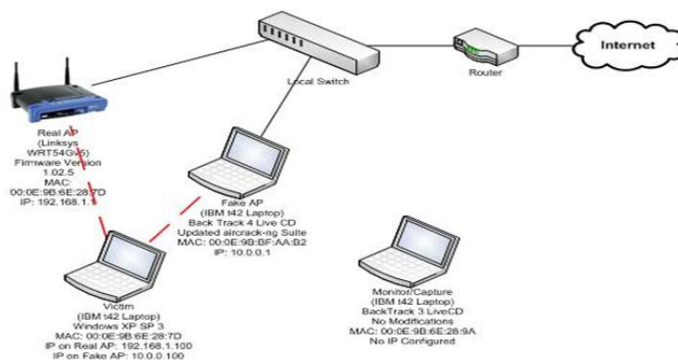 Internet
Router
Local Switch
Real AP
(Linksys
WRT54Gv5)
Firmware Version
1.02.5
MAC:
00:0E:9B:6E:28:7D
IP: 192.168.1.1
Fake AP
(IBM t42 Laptop)
Back Track 4 Live CD
Updated aircrack-ng Suite
MAC: 00:0E:9B:BF:AA:B2
IP: 10.0.0.1
Victim
(IBM t42 Laptop)
Windows XP SP 3
MAC: 00:0E:9B:6E:28:7D
IP on Real AP: 192.168.1.100
IP on Fake AP: 10.0.0.100
Monitor/Capture
(IBM t42 Laptop)
BackTrack 3 LiveCD
No Modifications
MAC: 00:0E:9B:6E:28:9A
No IP Configured